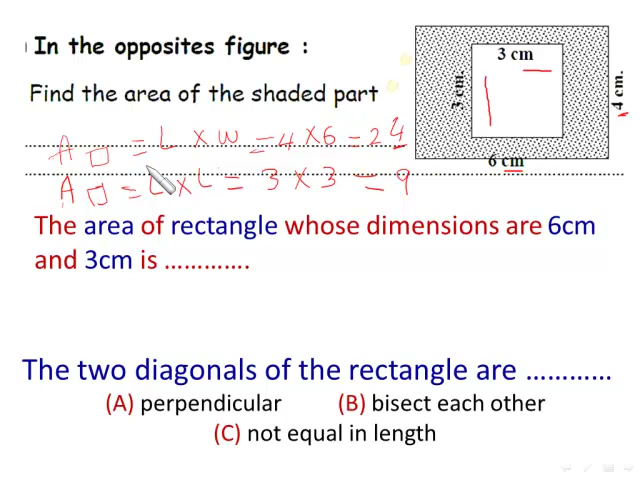 In the opposites figure :
Find the area of the shaded part
3 cm
3 cm.
4 cm.
6 cm
A □ = L × W = 4 × 6 = 24
A □ = L × L = 3 × 3 = 9
The area of rectangle whose dimensions are 6cm
and 3cm is ………….
The two diagonals of the rectangle are …………
(A) perpendicular (B) bisect each other
(C) not equal in length